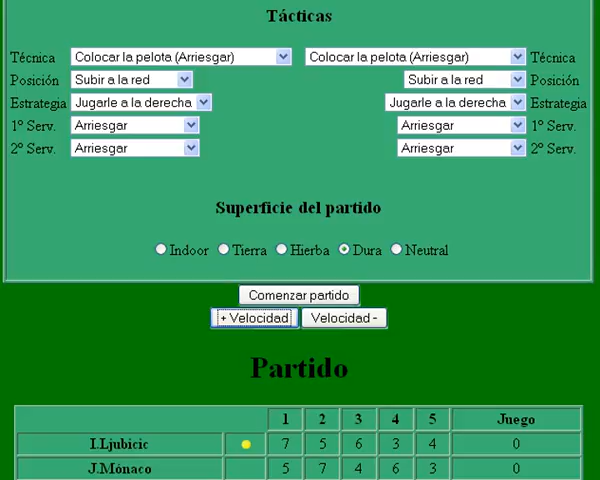 Tácticas
Técnica Colocar la pelota (Arriesgar) Colocar la pelota (Arriesgar) Técnica
Posición Subir a la red Subir a la red Posición
Estrategia Jugarle a la derecha Jugarle a la derecha Estrategia
1º Serv. Arriesgar Arriesgar 1º Serv.
2º Serv. Arriesgar Arriesgar 2º Serv.
Superficie del partido
Indoor Tierra Hierba Dura Neutral
Comenzar partido
+ Velocidad Velocidad -
Partido
1 2 3 4 5 Juego
I.Ljubicic 7 5 6 3 4 0
J.Mónaco 5 7 4 6 3 0